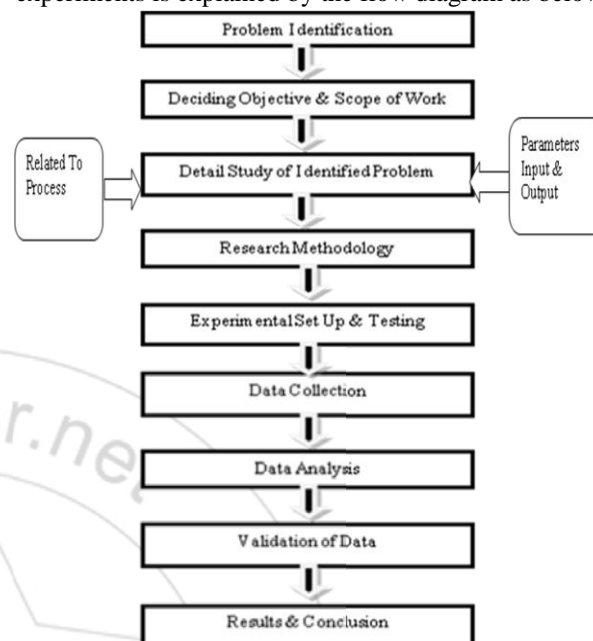 experiments is explained by the flow diagram as below
Problem Identification
Deciding Objective & Scope of Work
Related To
Process
Detail Study of Identified Problem
Parameters
Input &
Output
Research Methodology
Experimental Set Up & Testing
Data Collection
Data Analysis
Validation of Data
Results & Conclusion
r.net